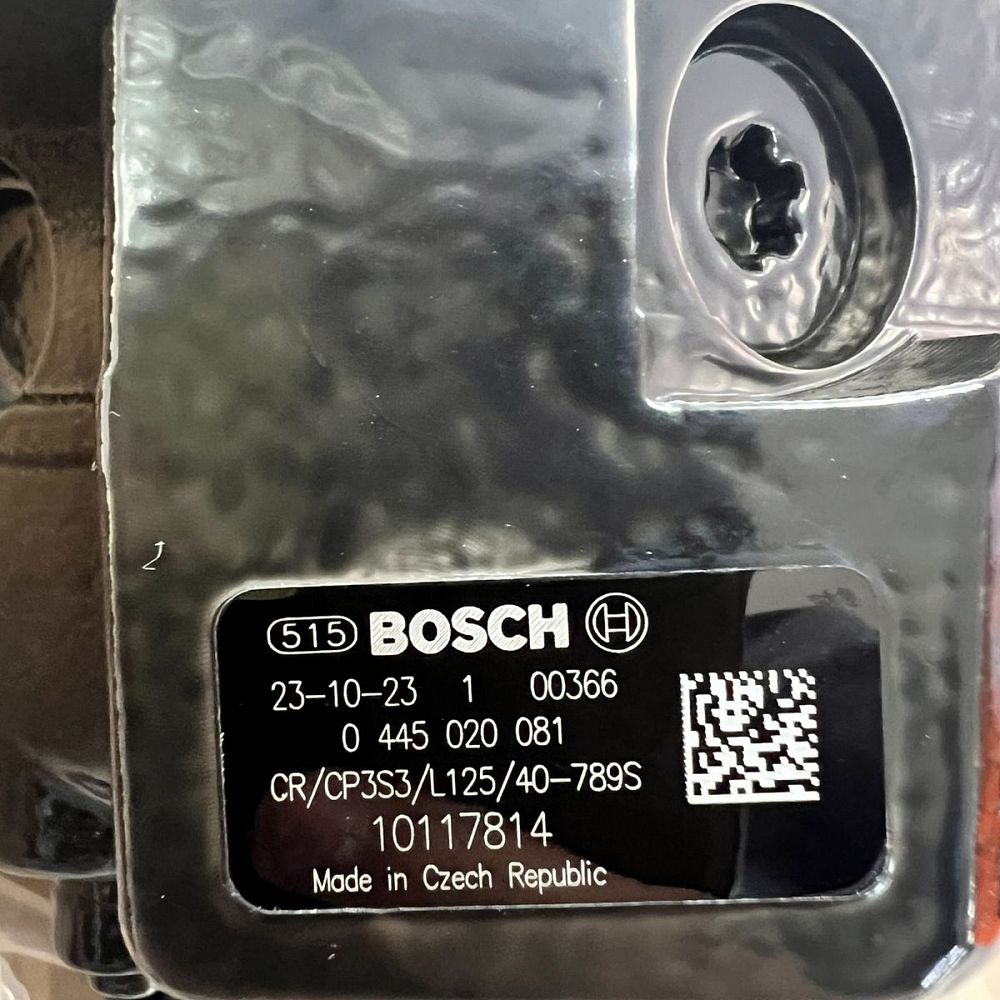 515 BOSCH
23-10-23 1 00366
0 445 020 081
CR/CP3S3/L125/40-789S
10117814
Made in Czech Republic